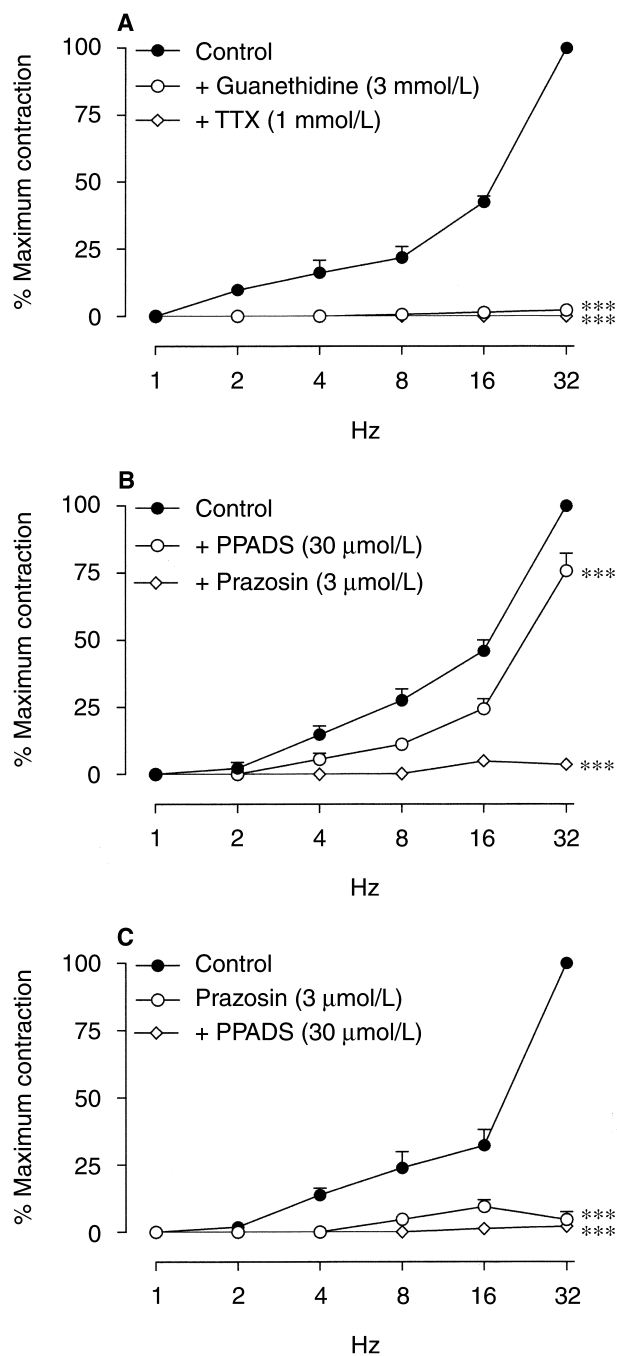 A
100
75
50
25
0
% Maximum contraction
Control
+ Guanethidine (3 mmol/L)
+ TTX (1 mmol/L)
***
***
1 2 4 8 16 32
Hz
B
100
75
50
25
0
% Maximum contraction
Control
+ PPADS (30 µmol/L)
+ Prazosin (3 µmol/L)
***
***
1 2 4 8 16 32
Hz
C
100
75
50
25
0
% Maximum contraction
Control
Prazosin (3 µmol/L)
+ PPADS (30 µmol/L)
***
***
1 2 4 8 16 32
Hz